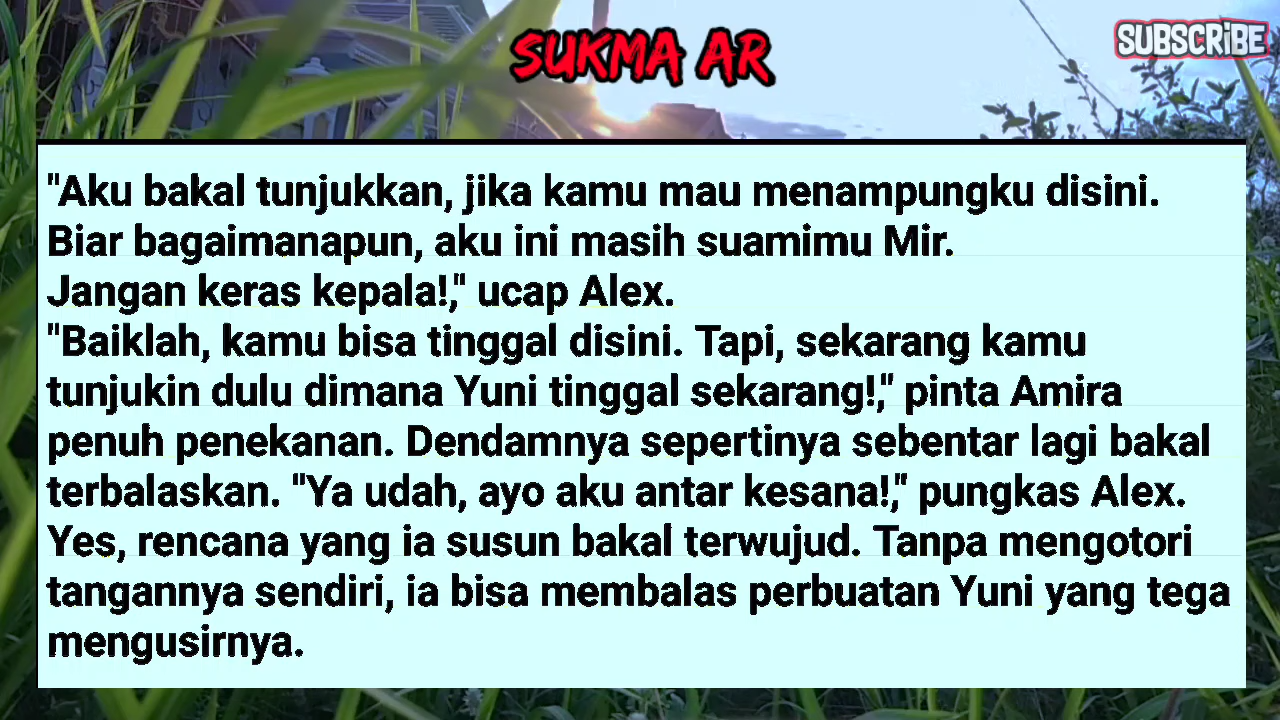 SUKMA AR
SUBSCRIBE
"Aku bakal tunjukkan, jika kamu mau menampungku disini.
Biar bagaimanapun, aku ini masih suamimu Mir.
Jangan keras kepala!," ucap Alex.
"Baiklah, kamu bisa tinggal disini. Tapi, sekarang kamu
tunjukin dulu dimana Yuni tinggal sekarang!," pinta Amira
penuh penekanan. Dendamnya sepertinya sebentar lagi bakal
terbalaskan. "Ya udah, ayo aku antar kesana!," pungkas Alex.
Yes, rencana yang ia susun bakal terwujud. Tanpa mengotori
tangannya sendiri, ia bisa membalas perbuatan Yuni yang tega
mengusirnya.